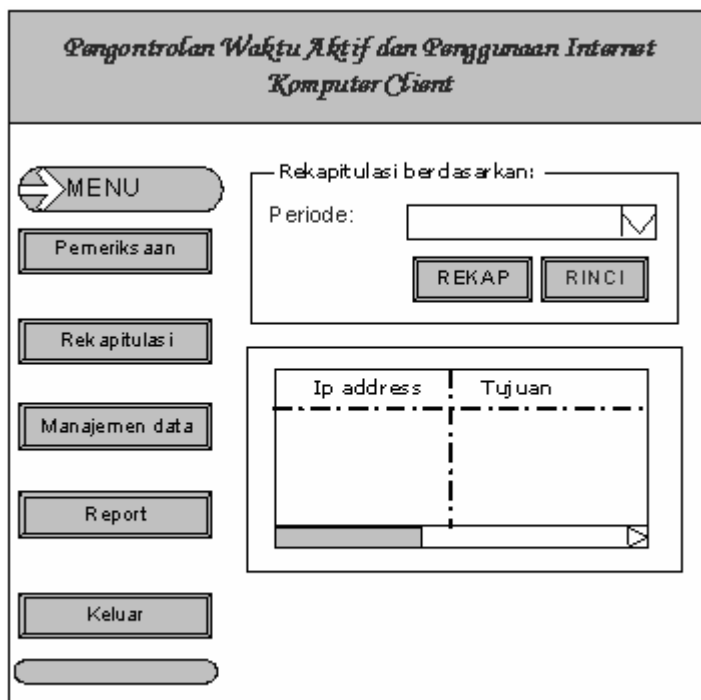 Pengontrolan Waktu Aktif dan Penggunaan Internet
Komputer Client
MENU
Pemeriksaan
Rekapitulasi
Manajemen data
Report
Keluar
Rekapitulasi berdasarkan:
Periode:
REKAP RINCI
Ip address Tujuan